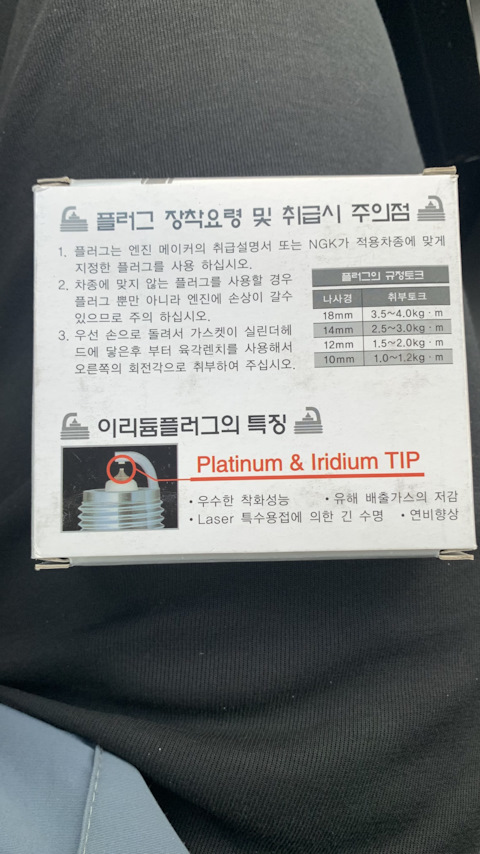 플러그 장착요령 및 취급시 주의점
1. 플러그는 엔진 메이커의 취급설명서 또는 NGK가 적용차종에 맞게
지정한 플러그를 사용 하십시오.
2. 차종에 맞지 않는 플러그를 사용할 경우
플러그 뿐만 아니라 엔진에 손상이 갈수
있으므로 주의 하십시오.
3. 우선 손으로 돌려서 가스켓이 실린더헤
드에 닿은후 부터 육각렌치를 사용해서
오른쪽의 회전각으로 취부하여 주십시오.
플러그의 규정토크
나사경 취부토크
18mm 3.5~4.0kg · m
14mm 2.5~3.0kg · m
12mm 1.5~2.0kg · m
10mm 1.0~1.2kg · m
이리듐플러그의 특징
Platinum & Iridium TIP
• 우수한 착화성능 • 유해 배출가스의 저감
• Laser 특수용접에 의한 긴 수명 • 연비향상